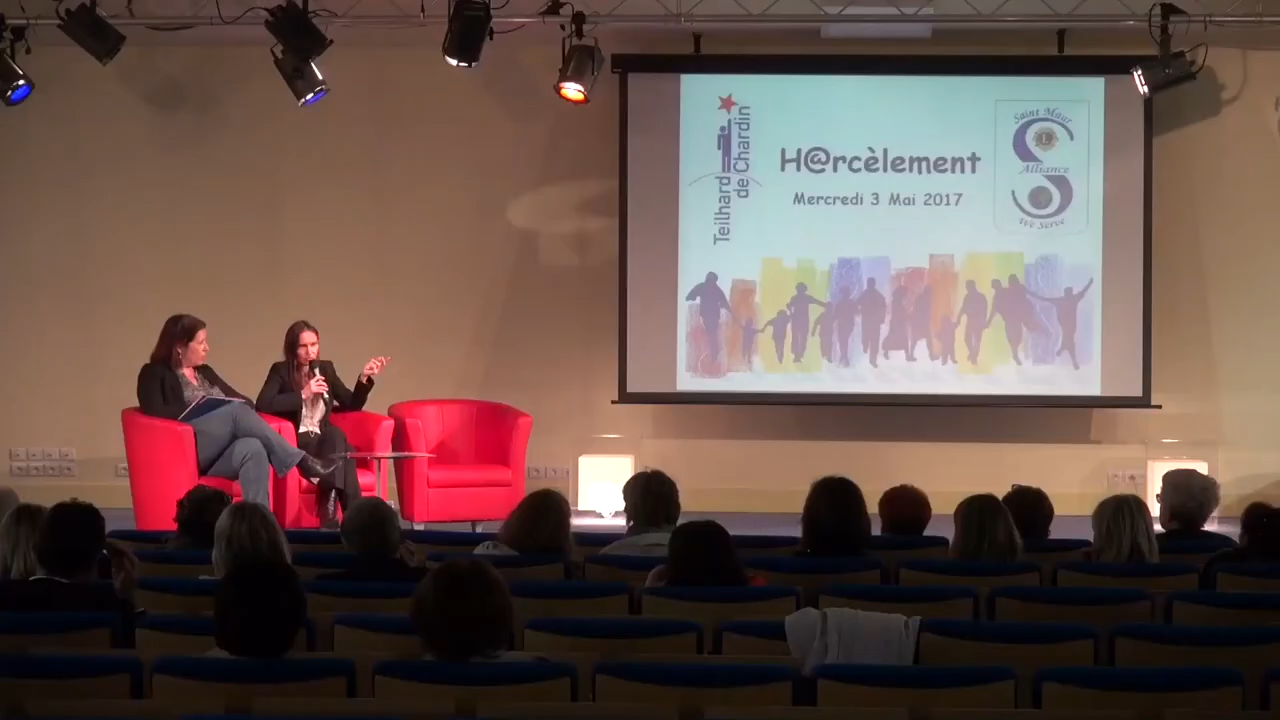 Teilhard
de Chardin
H@rcèlement
Mercredi 3 Mai 2017
Saint Maur
L
Alliance
We Serve